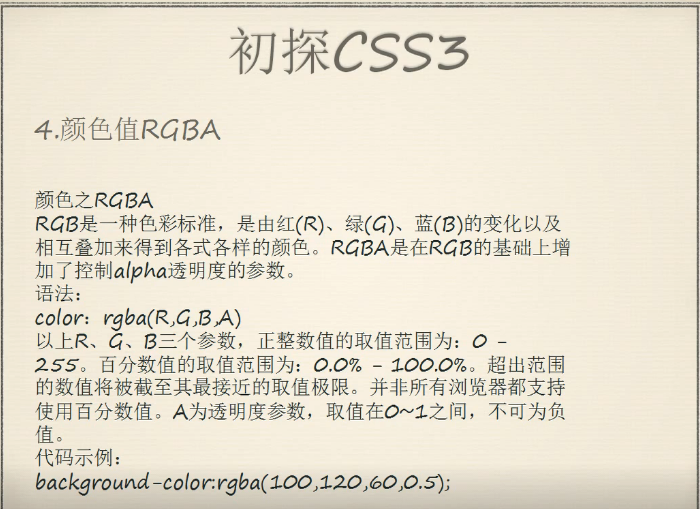 初探CSS3
4.颜色值RGBA
颜色之RGBA
RGB是一种色彩标准，是由红(R)、绿(G)、蓝(B)的变化以及
相互叠加来得到各式各样的颜色。RGBA是在RGB的基础上增
加了控制alpha透明度的参数。
语法：
color：rgba(R,G,B,A)
以上R、G、B三个参数，正整数值的取值范围为：0 -
255。百分数值的取值范围为：0.0% - 100.0%。超出范围
的数值将被截至其最接近的取值极限。并非所有浏览器都支持
使用百分数值。A为透明度参数，取值在0~1之间，不可为负
值。
代码示例：
background-color:rgba(100,120,60,0.5);